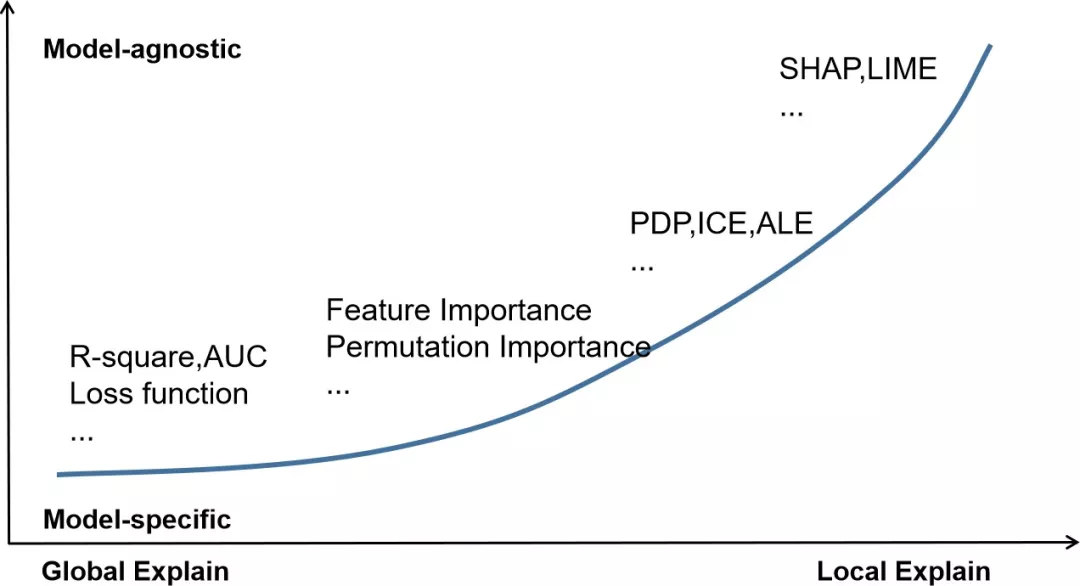 Model-agnostic
SHAP,LIME
...
PDP,ICE,ALE
...
Feature Importance
Permutation Importance
...
R-square,AUC
Loss function
...
Model-specific
Global Explain
Local Explain